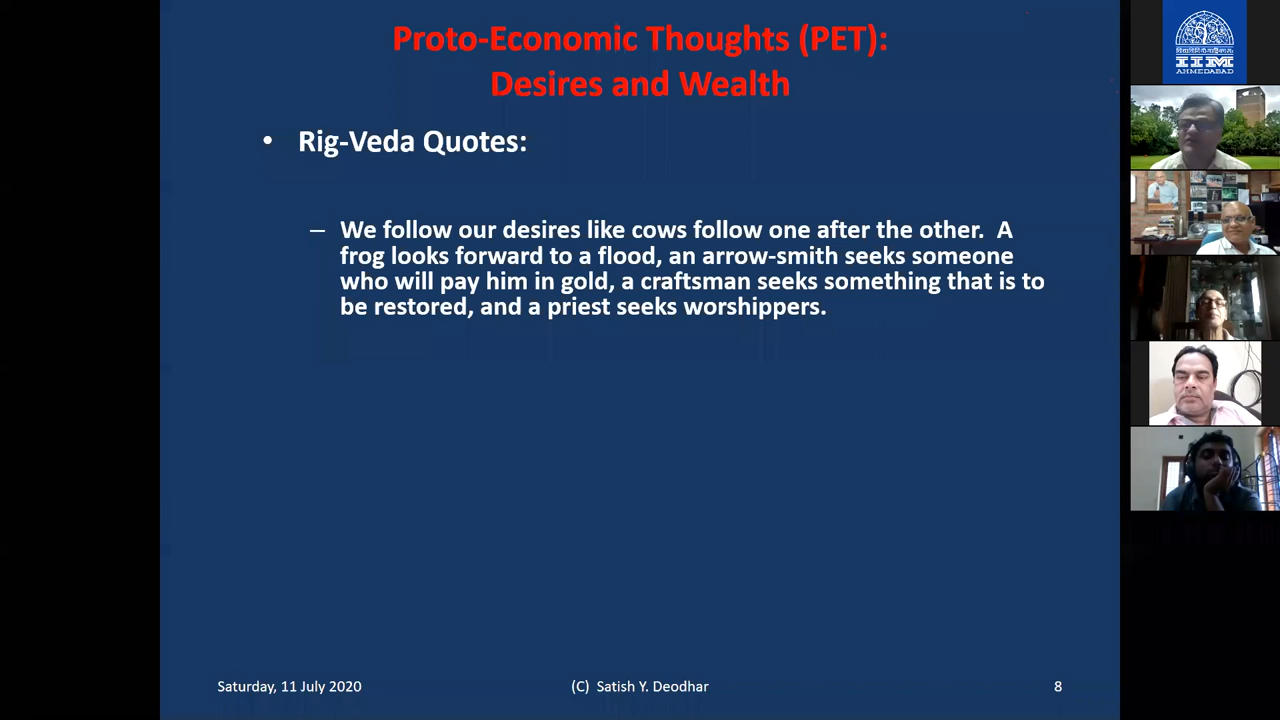 Proto-Economic Thoughts (PET):
Desires and Wealth
• Rig-Veda Quotes:
– We follow our desires like cows follow one after the other. A
frog looks forward to a flood, an arrow-smith seeks someone
who will pay him in gold, a craftsman seeks something that is to
be restored, and a priest seeks worshippers.
Saturday, 11 July 2020
(C) Satish Y. Deodhar
8
IIM
AHMEDABAD